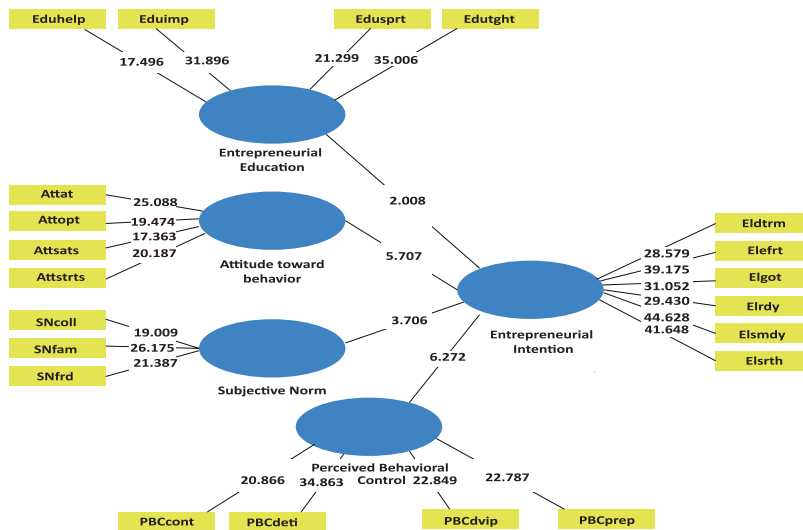 Eduhelp Eduimp Edusprt Edutght
17.496 31.896 21.299 35.006
Entrepreneurial
Education
2.008
Attat
Attopt
Attsats
Attstrts
25.088
19.474
17.363
20.187
Attitude toward
behavior
5.707
SNcoll
SNfam
SNfrd
19.009
26.175
21.387
Subjective Norm
3.706
6.272
Entrepreneurial
Intention
28.579
39.175
31.052
29.430
44.628
41.648
Eldtrm
Elefrt
Elgot
Elrdy
Elsmdy
Elsrth
Perceived Behavioral
Control
20.866 34.863 22.849 22.787
PBCcont PBCdeti PBCdvip PBCprep